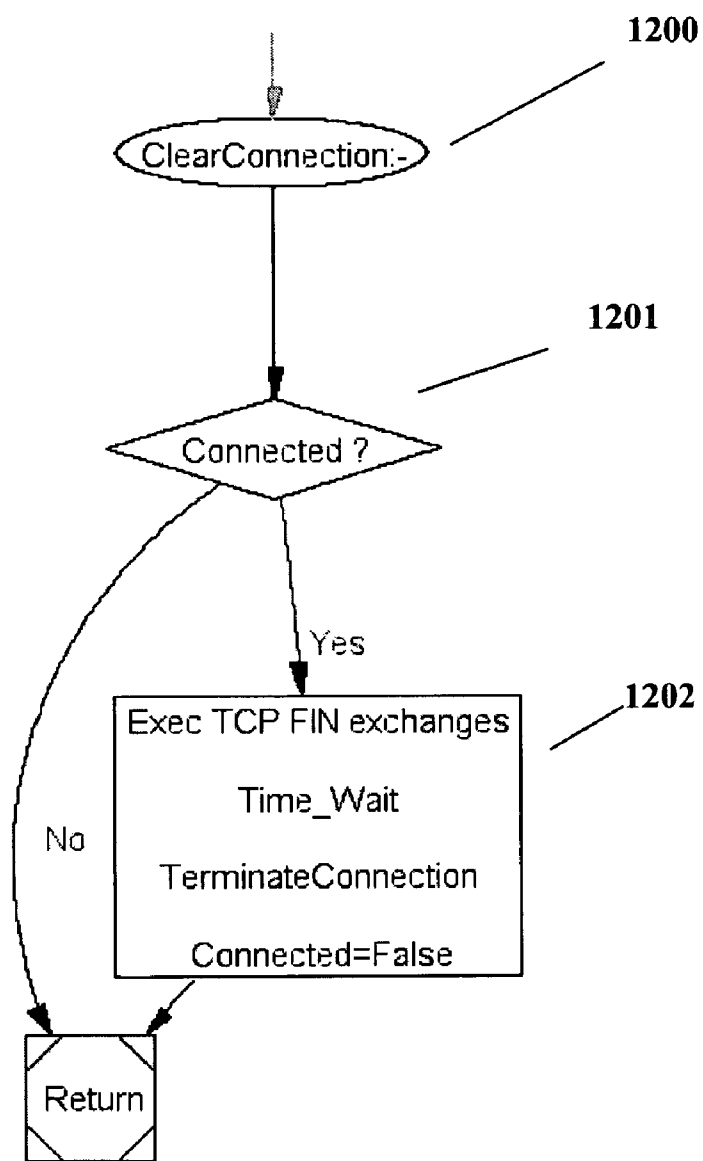 1200
ClearConnection:-
1201
Connected ?
Yes
1202
Exec TCP FIN exchanges
Time_Wait
No
TerminateConnection
Connected=False
Return